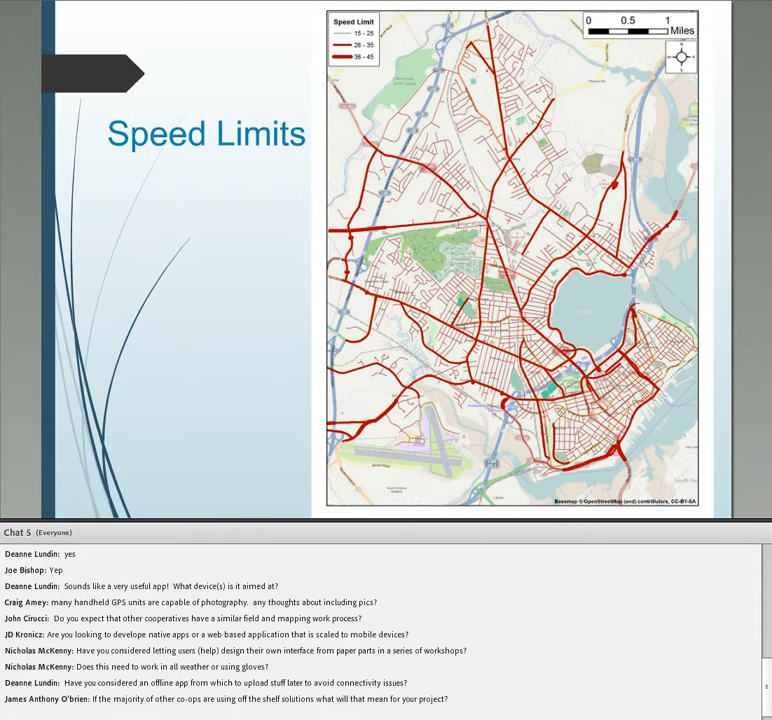 Speed Limit
15 - 25
26 - 35
36 - 45
0 0.5 1
Miles
Speed Limits
Basemap © OpenStreetMap (and) contributors, CC-BY-SA
Chat 5 (Everyone)
Deanne Lundin: yes
Joe Bishop: Yep
Deanne Lundin: Sounds like a very useful app! What device(s) is it aimed at?
Craig Amey: many handheld GPS units are capable of photography. any thoughts about including pics?
John Cirucci: Do you expect that other cooperatives have a similar field and mapping work process?
JD Kronicz: Are you looking to develope native apps or a web based application that is scaled to mobile devices?
Nicholas McKenny: Have you considered letting users (help) design their own interface from paper parts in a series of workshops?
Nicholas McKenny: Does this need to work in all weather or using gloves?
Deanne Lundin: Have you considered an offline app from which to upload stuff later to avoid connectivity issues?
James Anthony O'brien: If the majority of other co-ops are using off the shelf solutions what will that mean for your project?